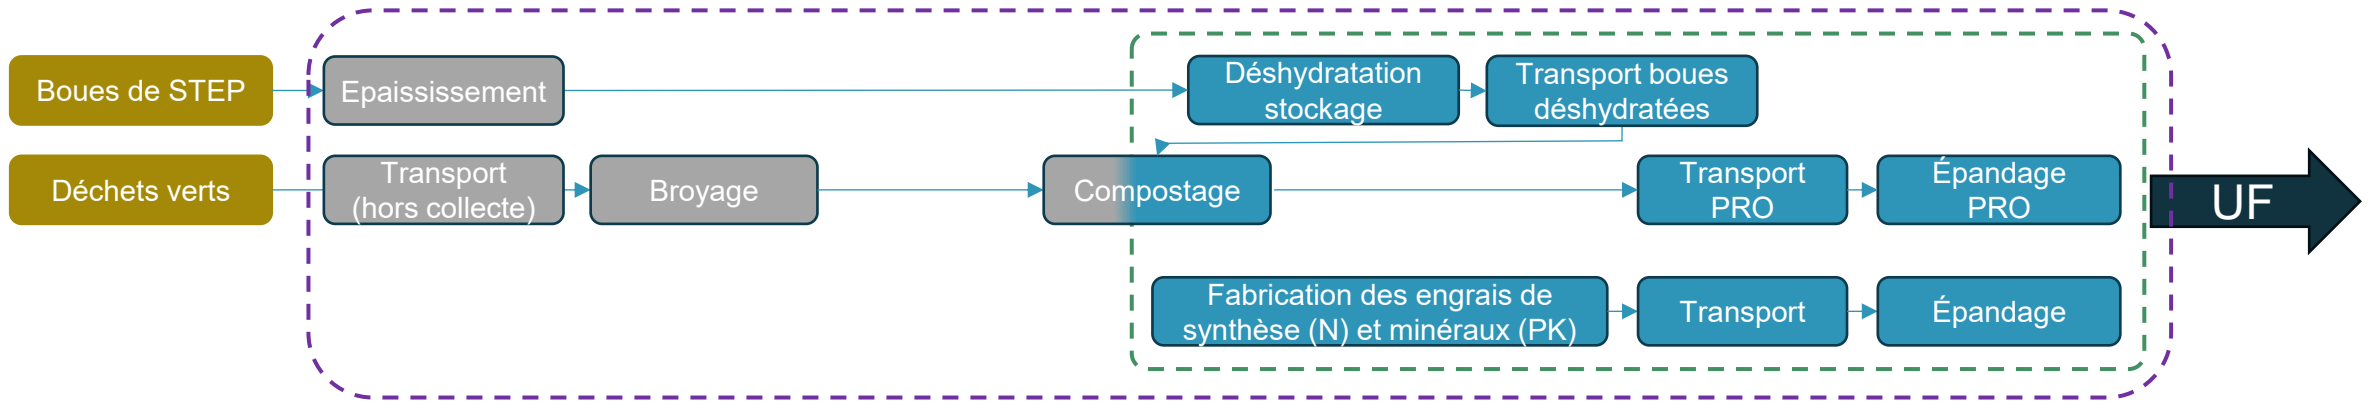 Boues de STEP
Epaississement
Déshydratation
stockage
Transport boues
déshydratées
Déchets verts
Transport
(hors collecte)
Broyage
Compostage
Transport
PRO
Épandage
PRO
UF
Fabrication des engrais de
synthèse (N) et minéraux (PK)
Transport
Épandage